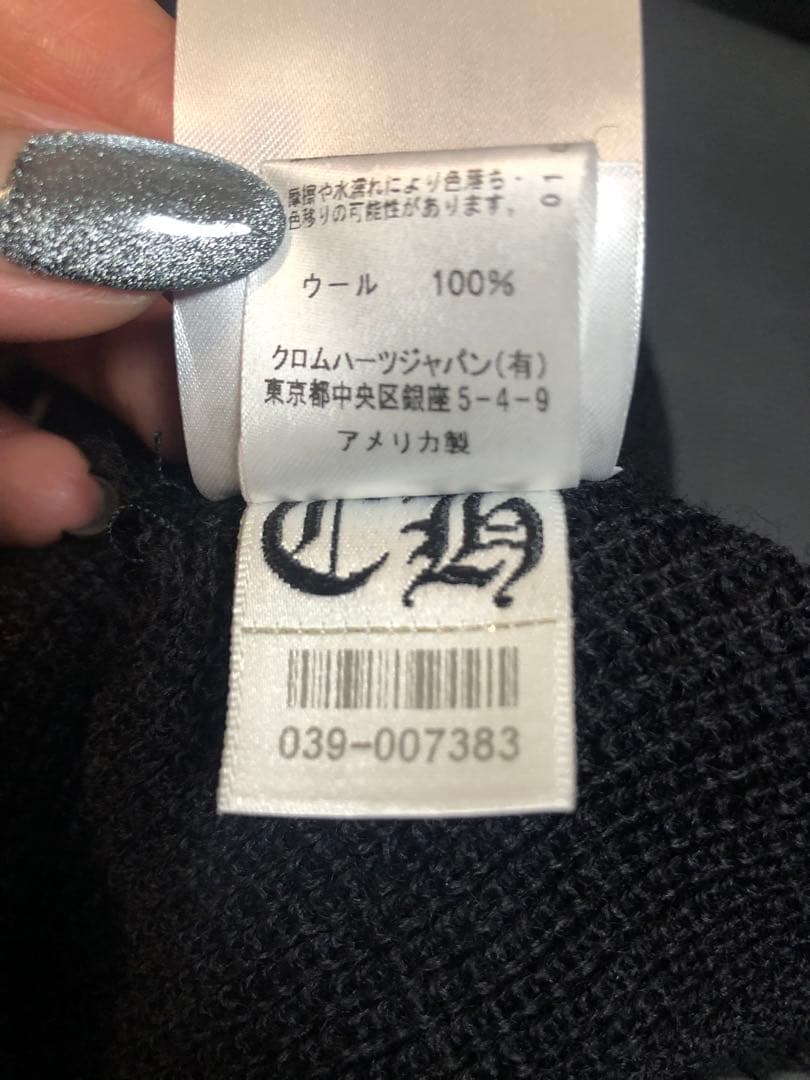 摩擦や水濡れにより色落ち・
色移りの可能性があります。
01
ウール 100%
クロムハーツジャパン(有)
東京都中央区銀座5-4-9
アメリカ製
CH
039-007383